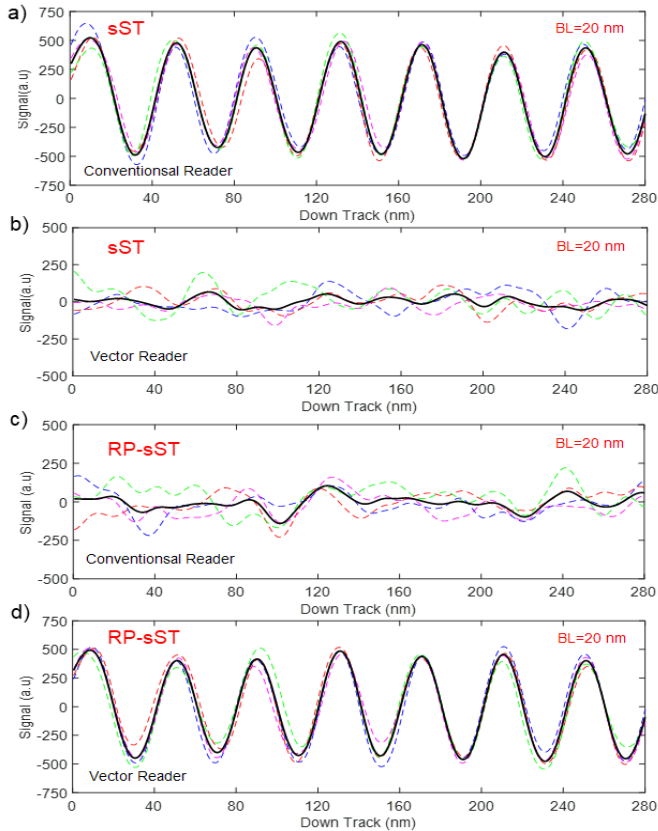 a)
sST
BL=20 nm
750
500
250
0
-250
-500
-750
Signal(a.u)
Conventionsal Reader
0 40 80 120 160 200 240 280
Down Track (nm)
b)
sST
BL=20 nm
500
250
0
-250
-500
Signal(a.u)
Vector Reader
0 40 80 120 160 200 240 280
Down Track (nm)
c)
RP-sST
BL=20 nm
500
250
0
-250
-500
Signal (a.u)
Conventionsal Reader
0 40 80 120 160 200 240 280
Down Track (nm)
d)
RP-sST
BL=20 nm
750
500
250
0
-250
-500
-750
Signal (a.u)
Vector Reader
0 40 80 120 160 200 240 280
Down Track (nm)